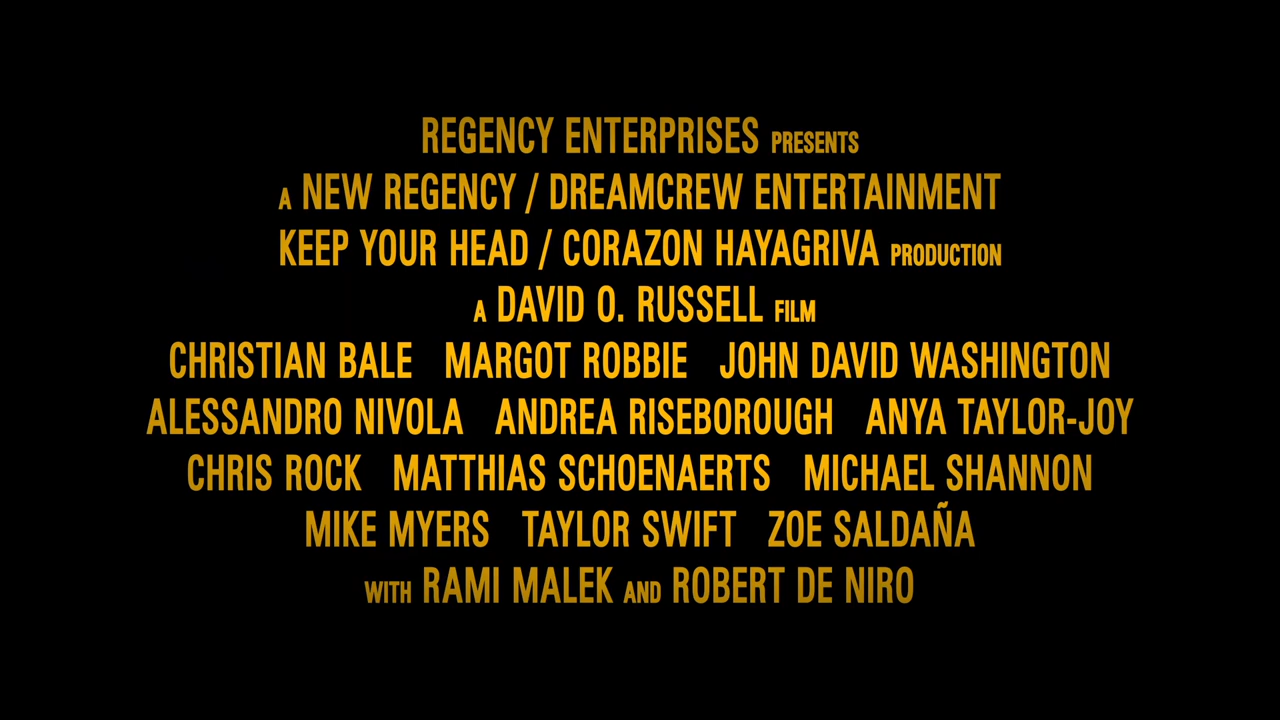 REGENCY ENTERPRISES PRESENTS
A NEW REGENCY / DREAMCREW ENTERTAINMENT
KEEP YOUR HEAD / CORAZON HAYAGRIVA PRODUCTION
A DAVID O. RUSSELL FILM
CHRISTIAN BALE MARGOT ROBBIE JOHN DAVID WASHINGTON
ALESSANDRO NIVOLA ANDREA RISEBOROUGH ANYA TAYLOR-JOY
CHRIS ROCK MATTHIAS SCHOENAERTS MICHAEL SHANNON
MIKE MYERS TAYLOR SWIFT ZOE SALDAÑA
WITH RAMI MALEK AND ROBERT DE NIRO